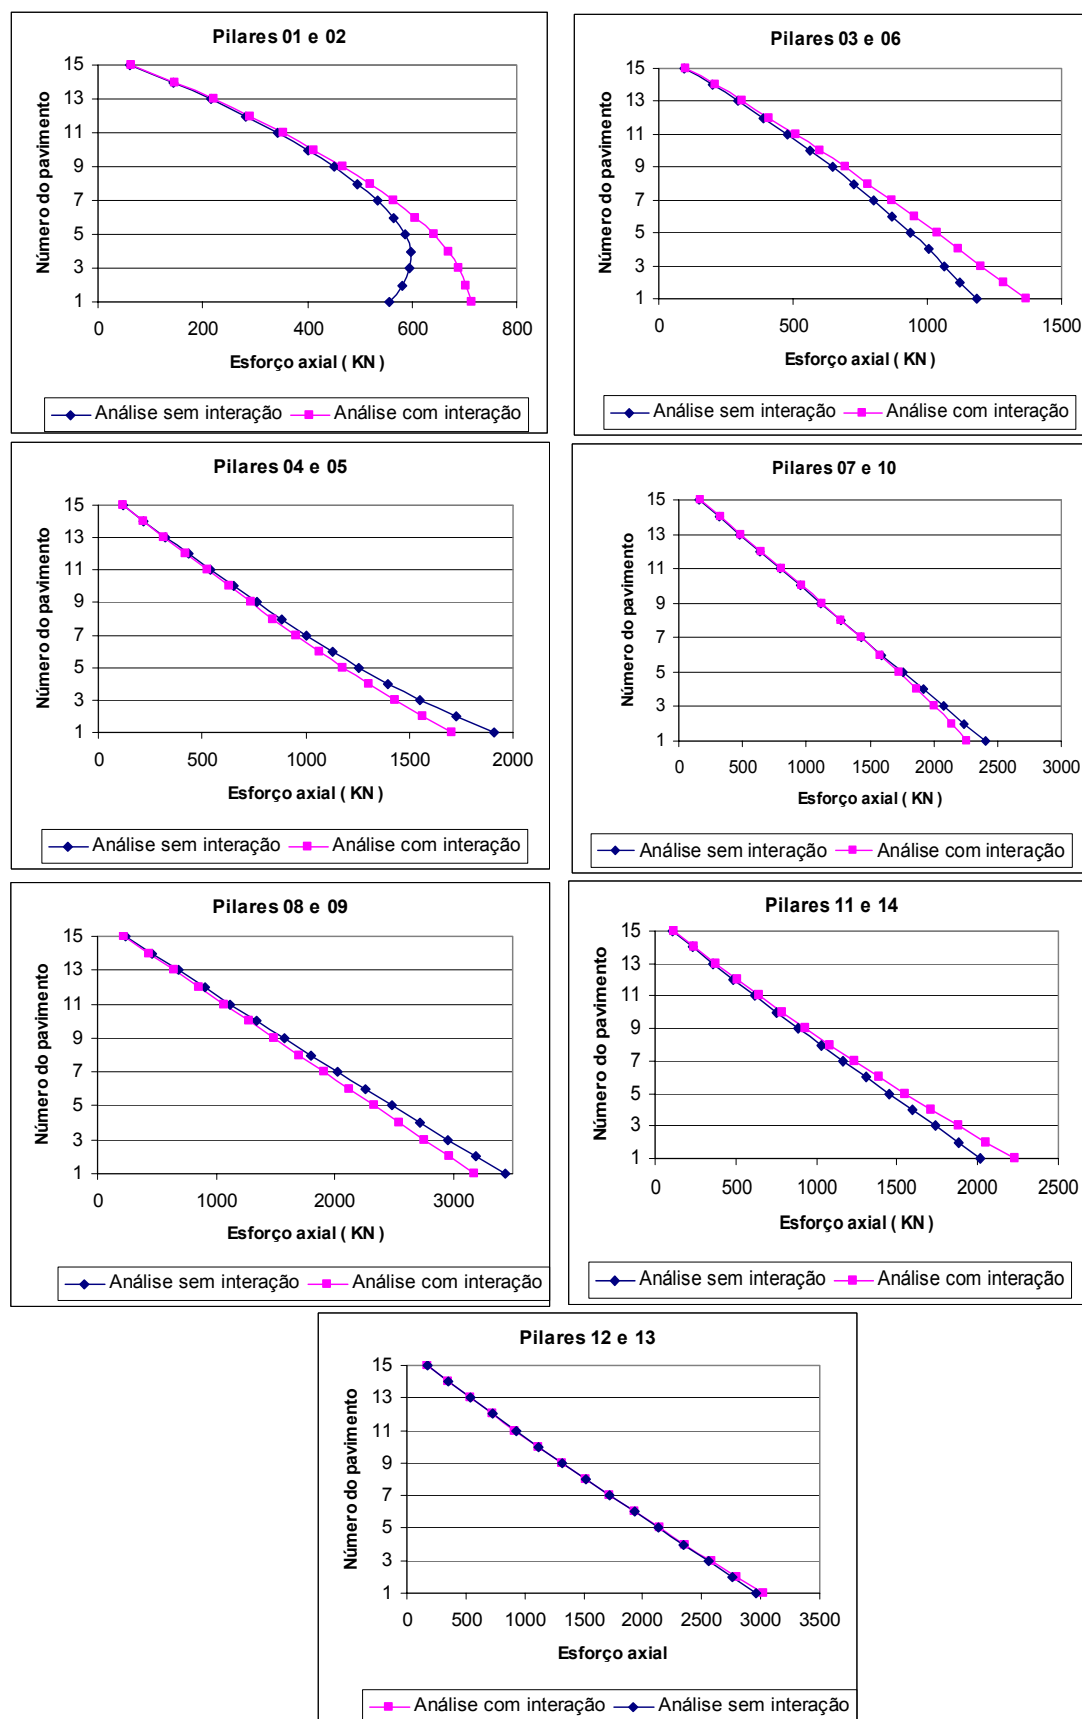 Pilares 01 e 02
15
13
11
9
7
5
3
1
Número do pavimento
0 200 400 600 800
Esforço axial ( KN )
Análise sem interação Análise com interação
Pilares 03 e 06
15
13
11
9
7
5
3
1
Número do pavimento
0 500 1000 1500
Esforço axial ( KN )
Análise sem interação Análise com interação
Pilares 04 e 05
15
13
11
9
7
5
3
1
Número do pavimento
0 500 1000 1500 2000
Esforço axial ( KN )
Análise sem interação Análise com interação
Pilares 07 e 10
15
13
11
9
7
5
3
1
Número do pavimento
0 500 1000 1500 2000 2500 3000
Esforço axial ( KN )
Análise sem interação Análise com interação
Pilares 08 e 09
15
13
11
9
7
5
3
1
Número do pavimento
0 1000 2000 3000
Esforço axial ( KN )
Análise sem interação Análise com interação
Pilares 11 e 14
15
13
11
9
7
5
3
1
Número do pavimento
0 500 1000 1500 2000 2500
Esforço axial ( KN )
Análise sem interação Análise com interação
Pilares 12 e 13
15
13
11
9
7
5
3
1
Número do pavimento
0 500 1000 1500 2000 2500 3000 3500
Esforço axial
Análise com interação Análise sem interação